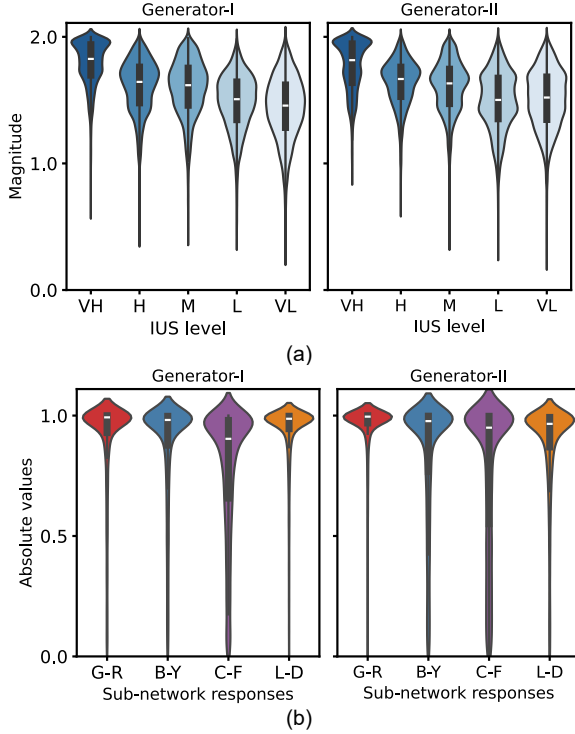 Generator-I Generator-II
2.0
1.0
0.0
Magnitude
VH H M L VL VH H M L VL
IUS level IUS level
(a)
Generator-I Generator-II
1.0
0.5
0.0
Absolute values
G-R B-Y C-F L-D G-R B-Y C-F L-D
Sub-network responses Sub-network responses
(b)